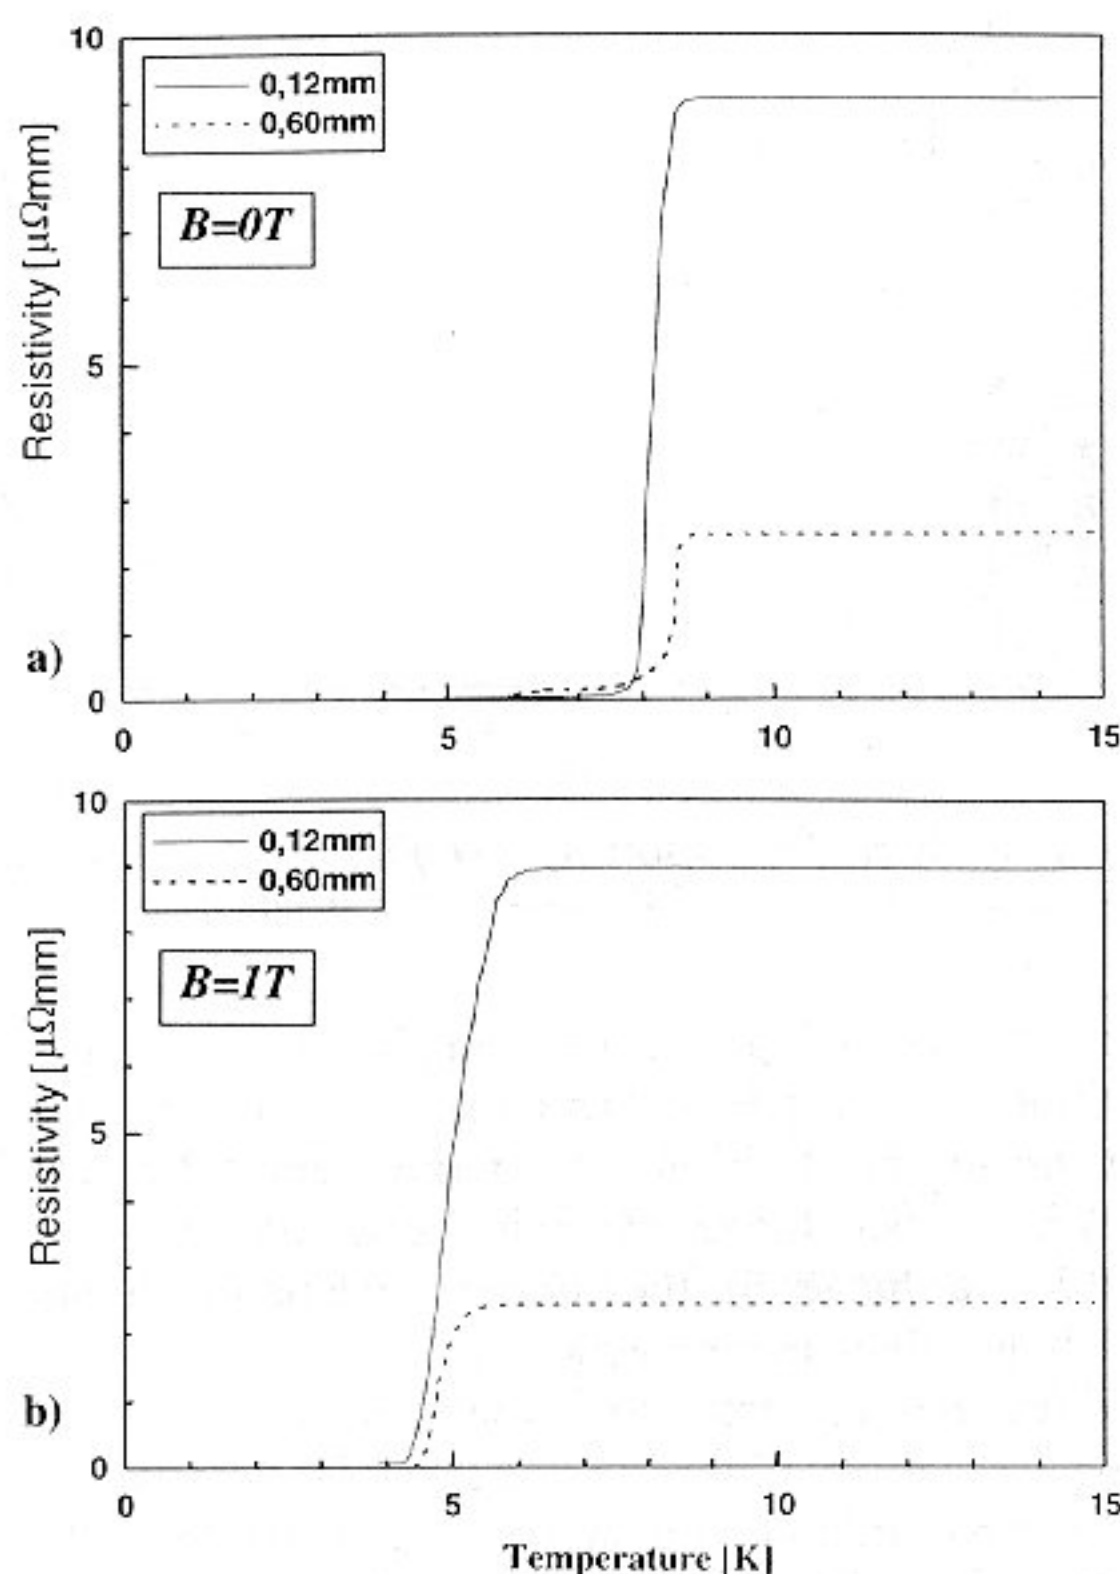 10
0,12mm
0,60mm
B=0T
Resistivity [μΩmm]
5
a)
0
0 5 10 15
10
0,12mm
0,60mm
B=1T
Resistivity [μΩmm]
5
b)
0
0 5 10 15
Temperature [K]